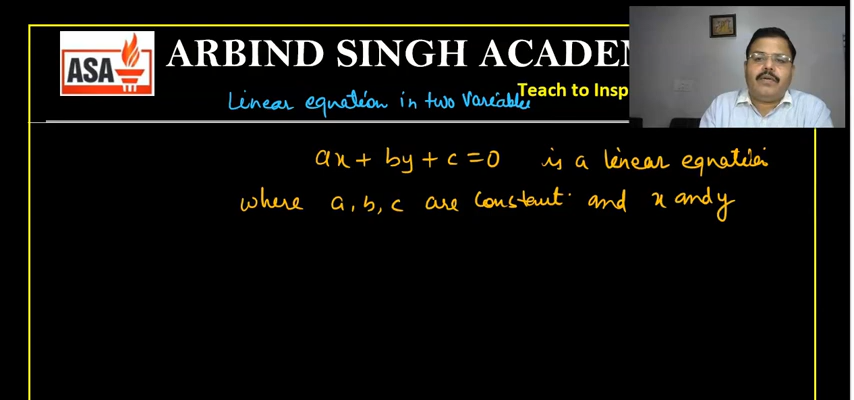 ASA
ARBIND SINGH ACADEM
Teach to Insp
Linear equation in two variable
ax + by + c = 0 is a linear equation
where a, b, c are constant and x and y